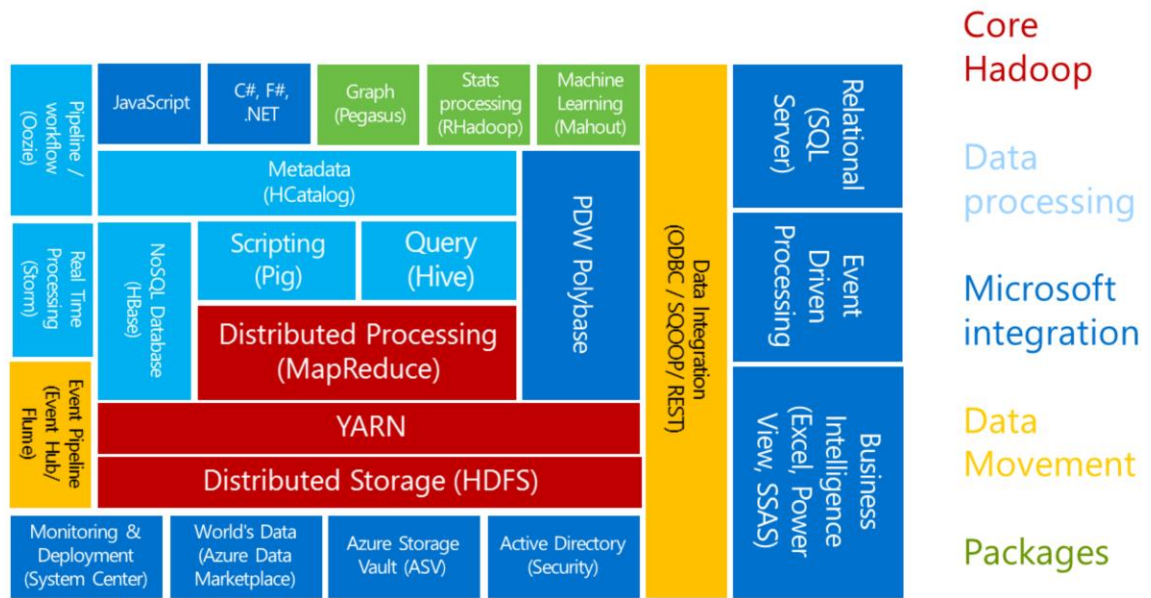 Pipeline /
workflow
(Oozie)
JavaScript
C#, F#,
.NET
Graph
(Pegasus)
Stats
processing
(RHadoop)
Machine
Learning
(Mahout)
Metadata
(HCatalog)
Real Time
Processing
(Storm)
NoSQL Database
(HBase)
Scripting
(Pig)
Query
(Hive)
PDW Polybase
Distributed Processing
(MapReduce)
Event Pipeline
(Event Hub/
Flume)
YARN
Distributed Storage (HDFS)
Monitoring &
Deployment
(System Center)
World's Data
(Azure Data
Marketplace)
Azure Storage
Vault (ASV)
Active Directory
(Security)
Data Integration
(ODBC / SQOOP/ REST)
Relational
(SQL
Server)
Event
Driven
Processing
Business
Intelligence
(Excel, Power
View, SSAS)
Core
Hadoop
Data
processing
Microsoft
integration
Data
Movement
Packages